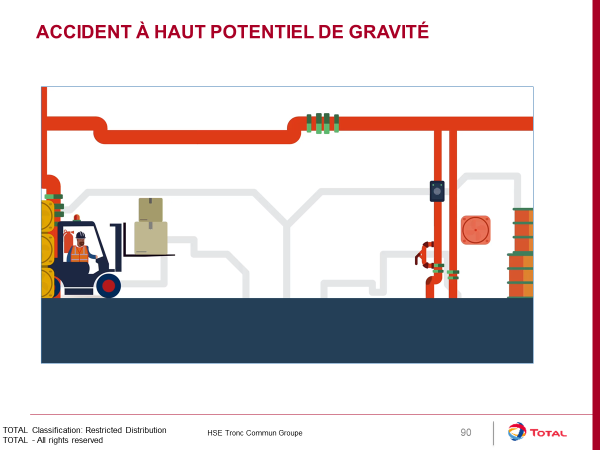 ACCIDENT À HAUT POTENTIEL DE GRAVITÉ
TOTAL Classification: Restricted Distribution
TOTAL - All rights reserved
HSE Tronc Commun Groupe
90
TOTAL